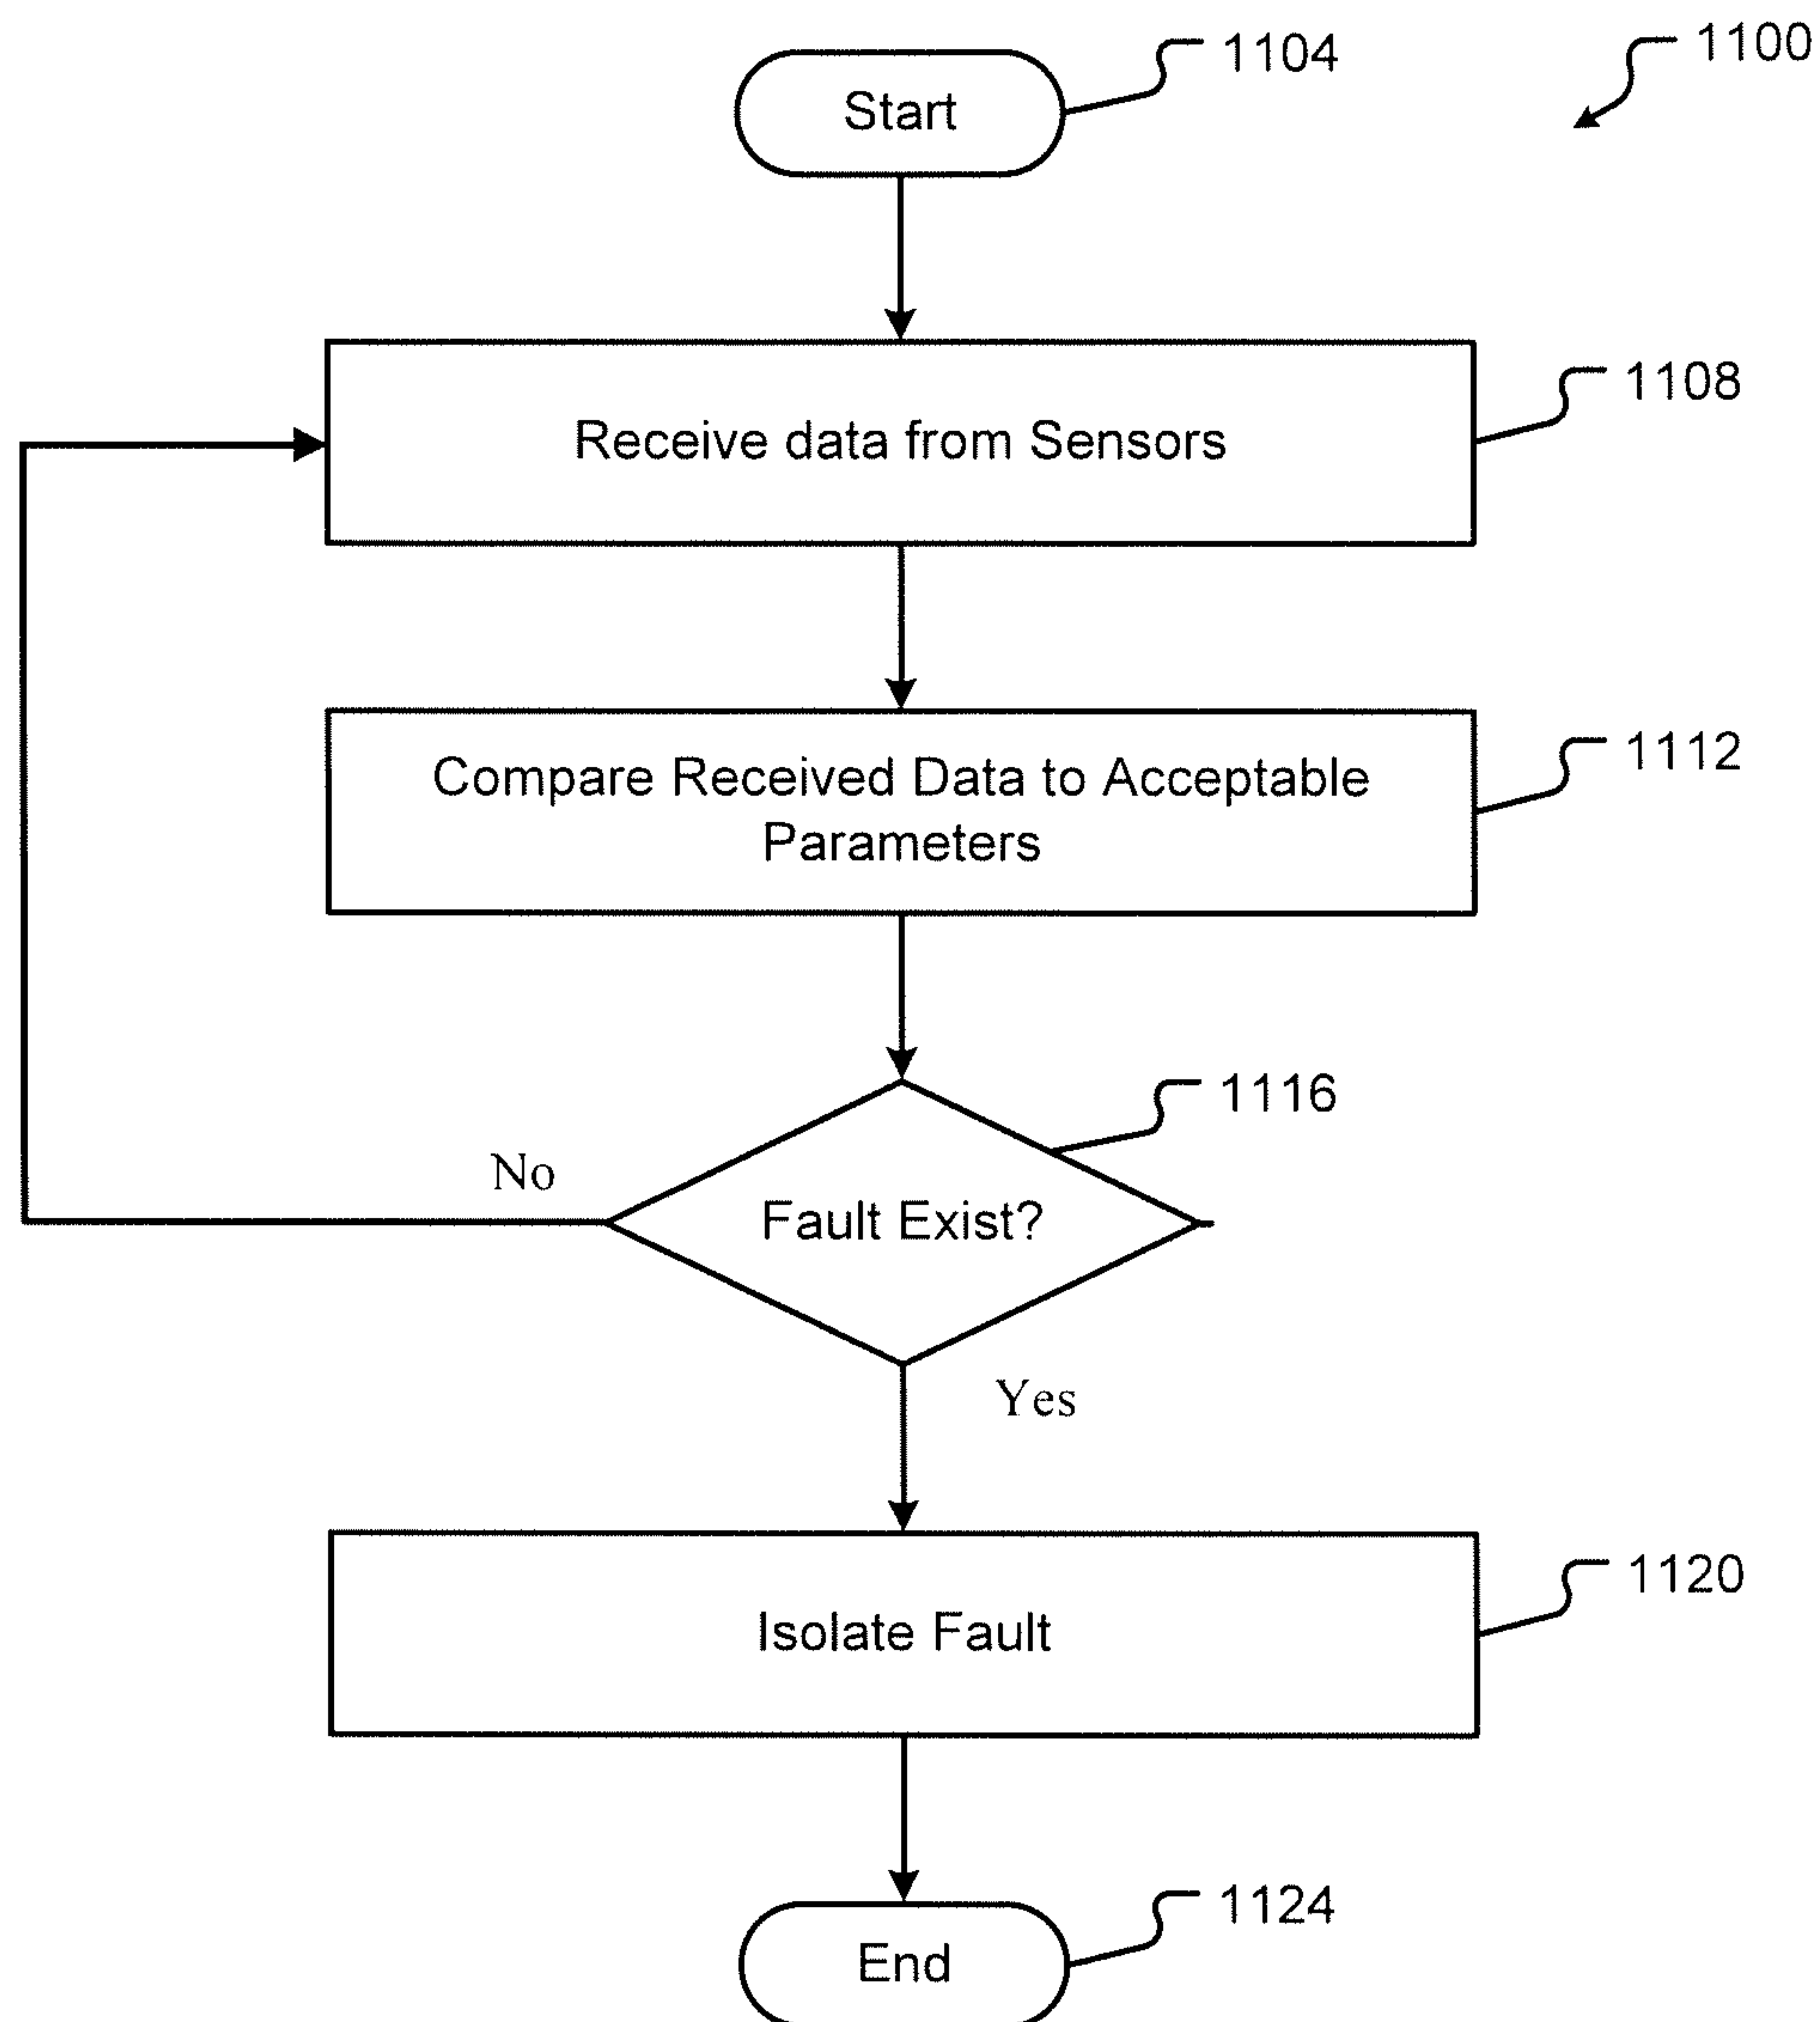 1100
1104
Start
1108
Receive data from Sensors
1112
Compare Received Data to Acceptable
Parameters
1116
No
Fault Exist?
Yes
1120
Isolate Fault
1124
End